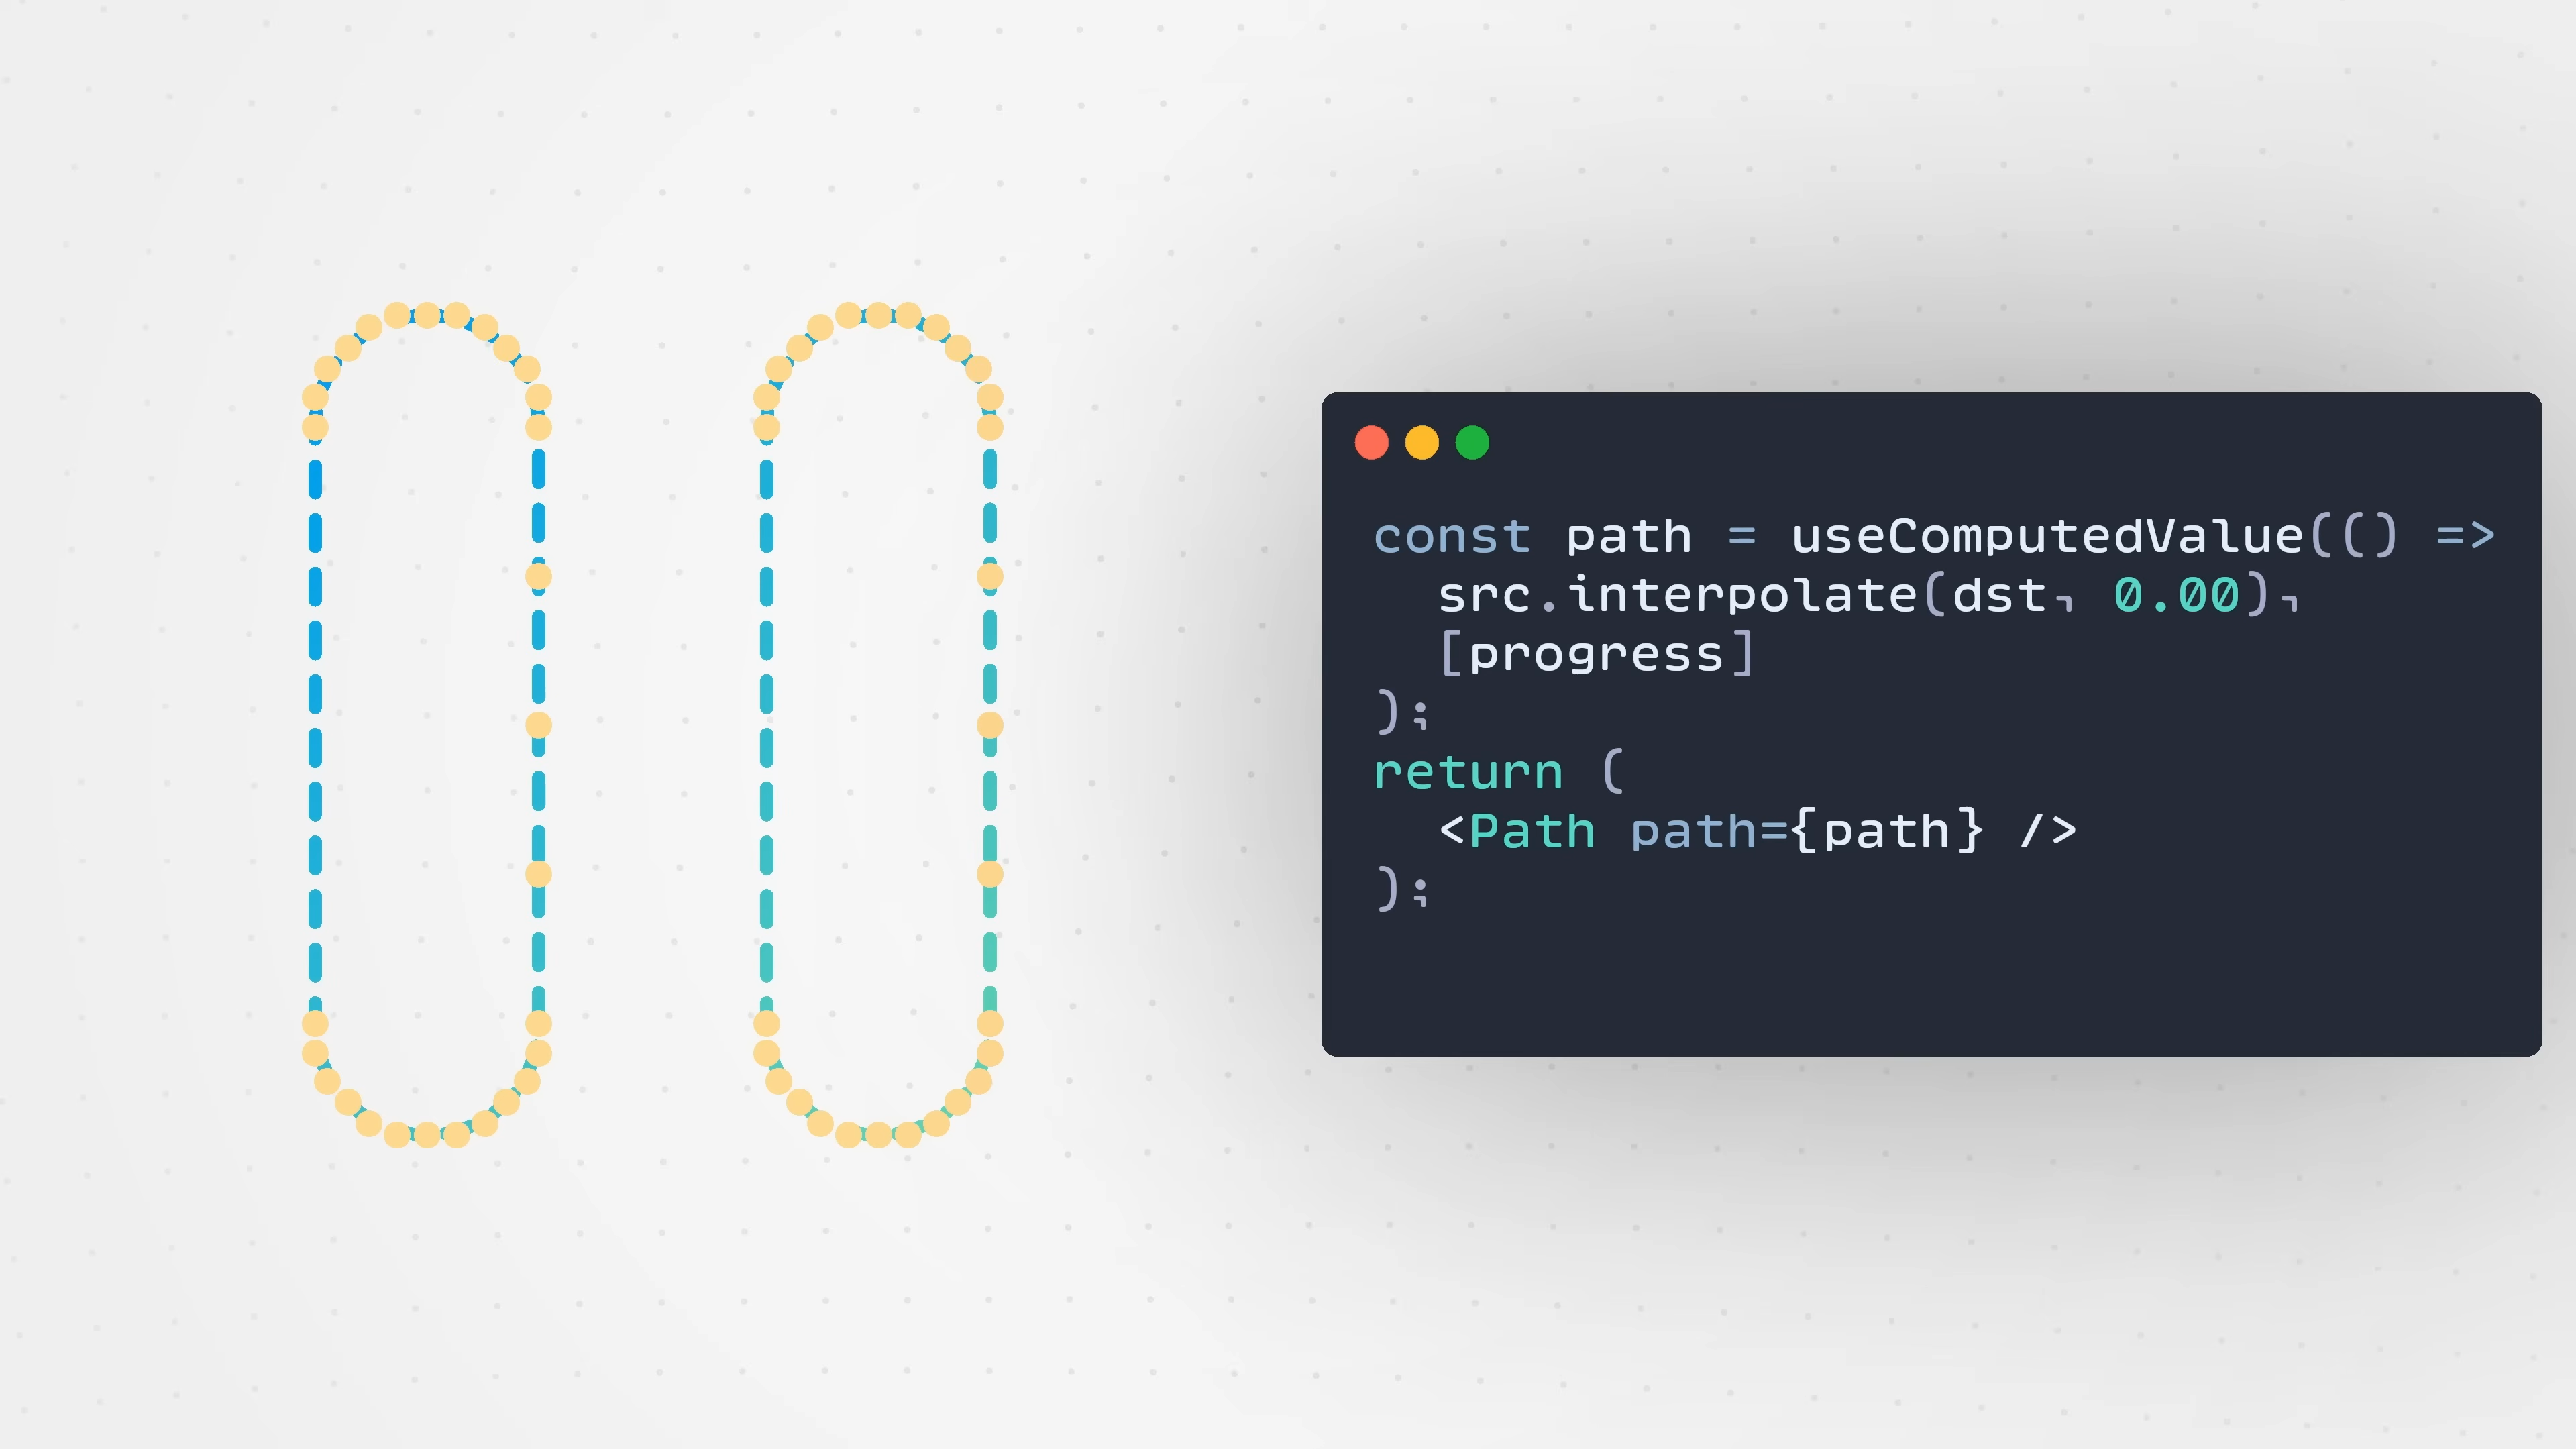 const path = useComputedValue(() =>
  src.interpolate(dst, 0.00),
  [progress]
);
return (
  <Path path={path} />
);